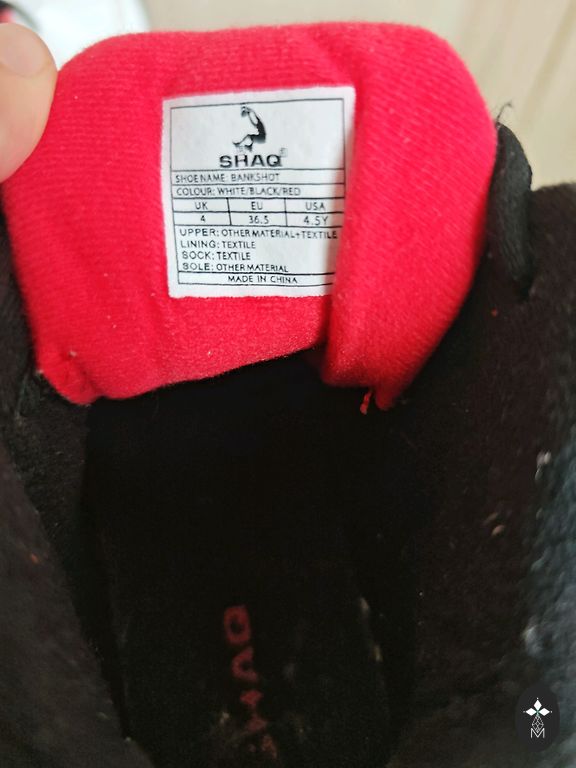 SHAQ
SHOE NAME: BANKSHOT
COLOUR: WHITE/BLACK/RED
UK EU USA
4 36.5 4.5Y
UPPER: OTHER MATERIAL+TEXTILE
LINING: TEXTILE
SOCK: TEXTILE
SOLE: OTHER MATERIAL
MADE IN CHINA
SHAQ
M